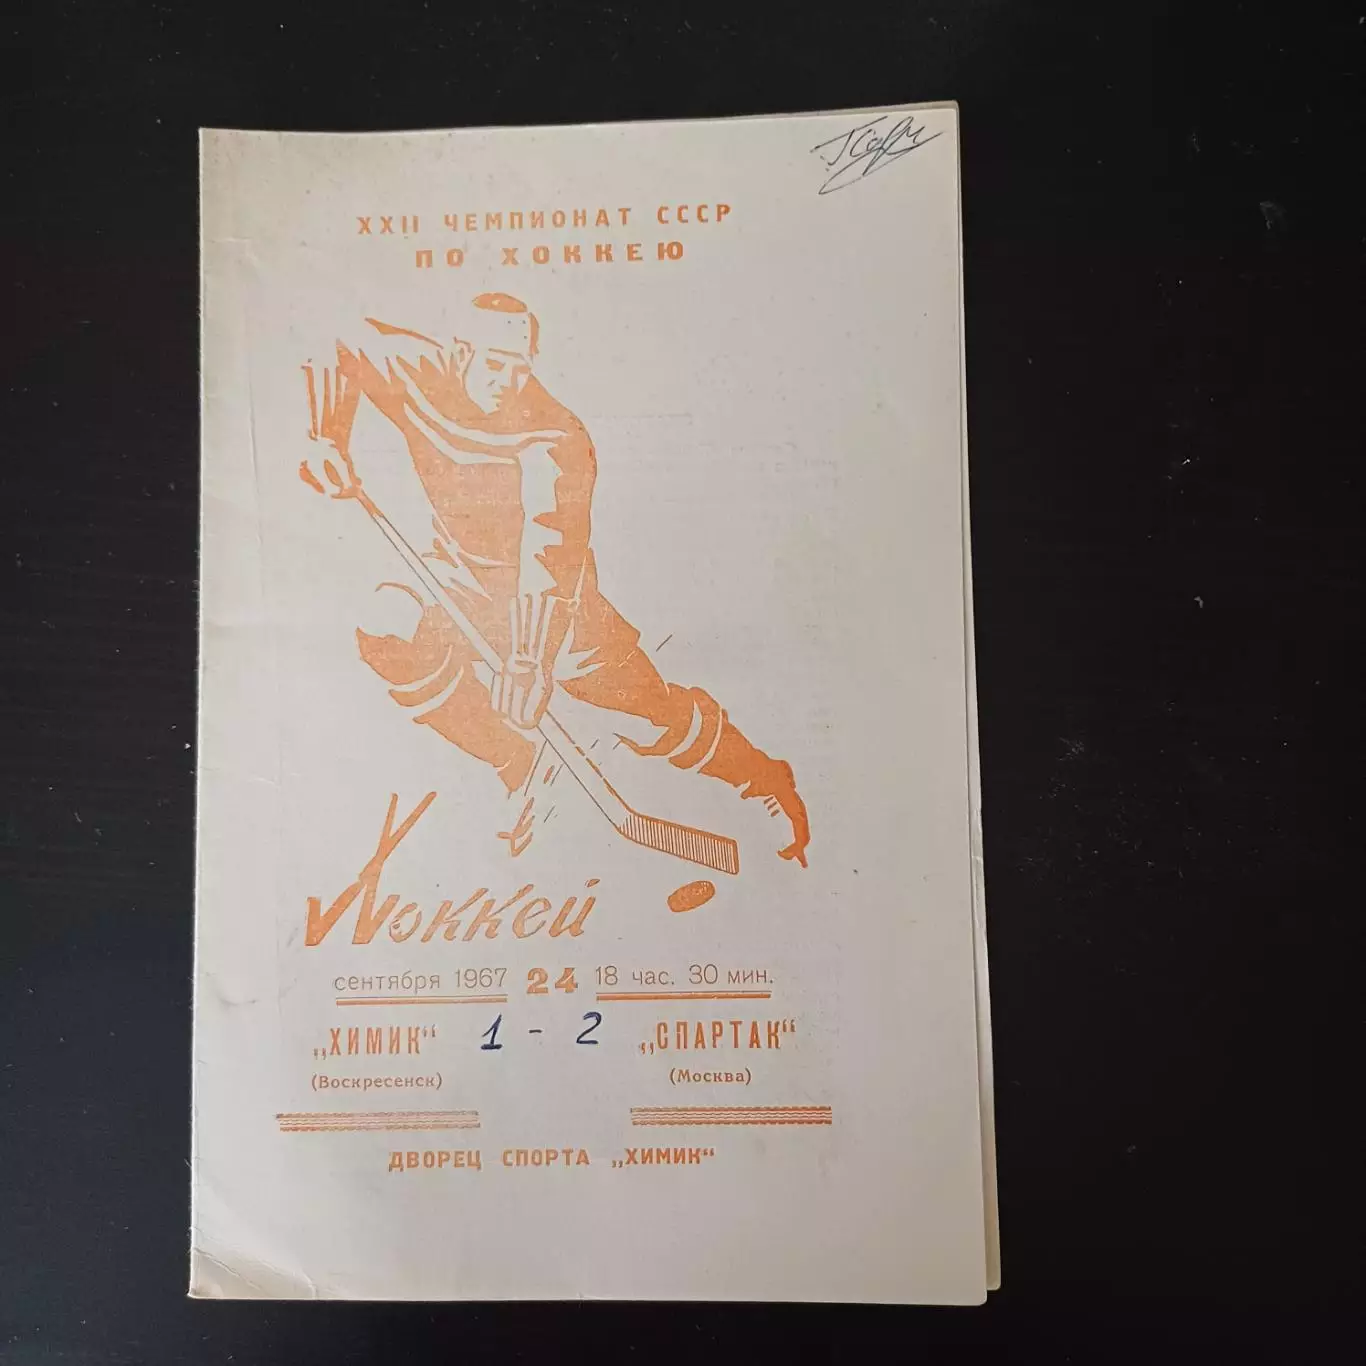 XXII ЧЕМПИОНАТ СССР
ПО ХОККЕЮ
Хоккей
сентября 1967 24 18 час. 30 мин.
„ХИМИК“ 1 - 2 „СПАРТАК“
(Воскресенск) (Москва)
ДВОРЕЦ СПОРТА „ХИМИК“